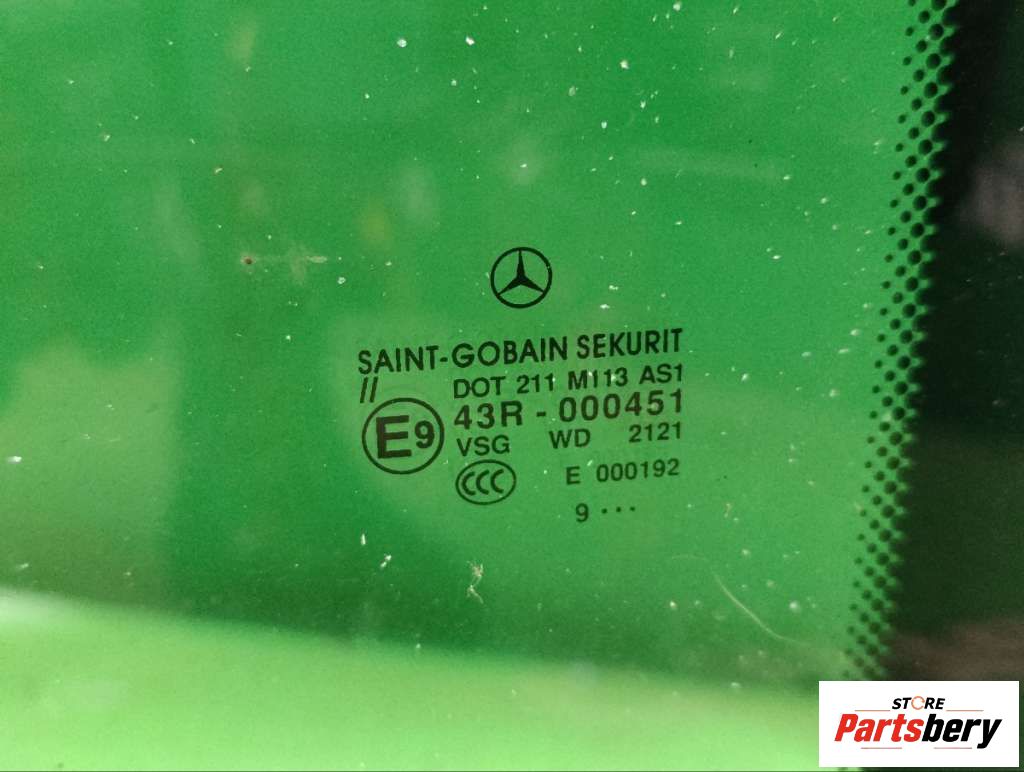 SAINT-GOBAIN SEKURIT
//
DOT 211 M113 AS1
E9
43R - 000451
VSG WD 2121
CCC
E 000192
9 ...
STORE
Partsbery